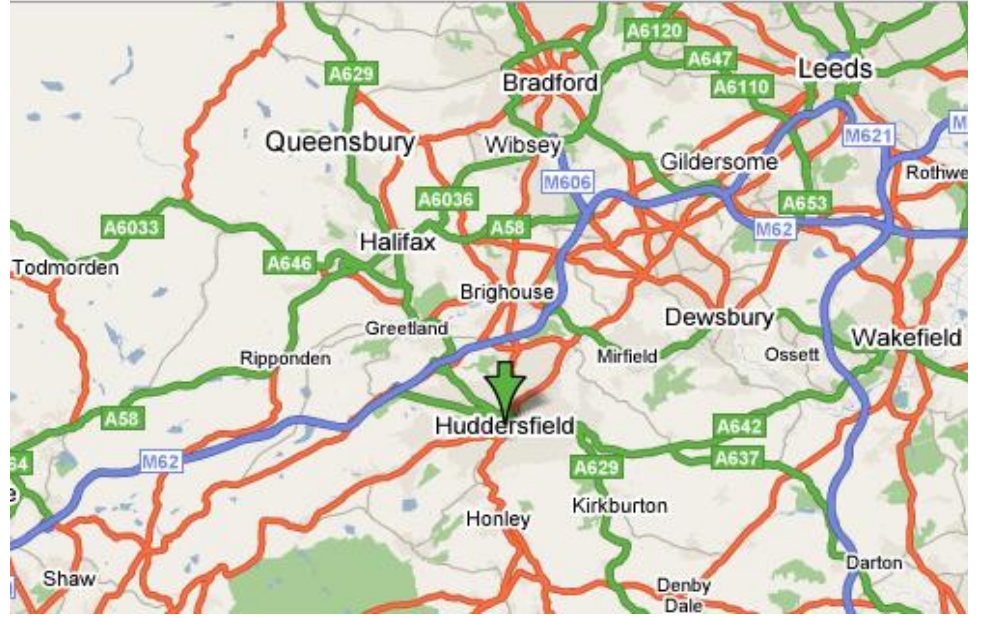 A6120
A629
A647
Leeds
Bradford
A6110
M621
Queensbury
Wibsey
Gildersome
Rothwe
M606
A6036
A653
A6033
A58
M62
Halifax
A646
Todmorden
Brighouse
Greetland
Dewsbury
Ripponden
Mirfield
Ossett
Wakefield
A58
Huddersfield
A642
M62
A637
A629
Kirkburton
Honley
Shaw
Darton
Denby
Dale